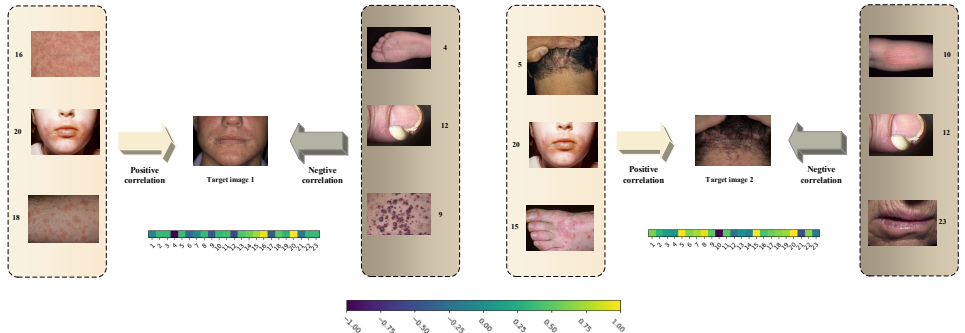 16
20
18
Positive
correlation
Target image 1
Negtive
correlation
4
12
9
1 2 3 4 5 6 7 8 9 10 11 12 13 14 15 16 17 18 19 20 21 22 23
5
20
15
Positive
correlation
Target image 2
Negtive
correlation
10
12
23
1 2 3 4 5 6 7 8 9 10 11 12 13 14 15 16 17 18 19 20 21 22 23
−1.00 −0.75 −0.50 −0.25 0.00 0.25 0.50 0.75 1.00